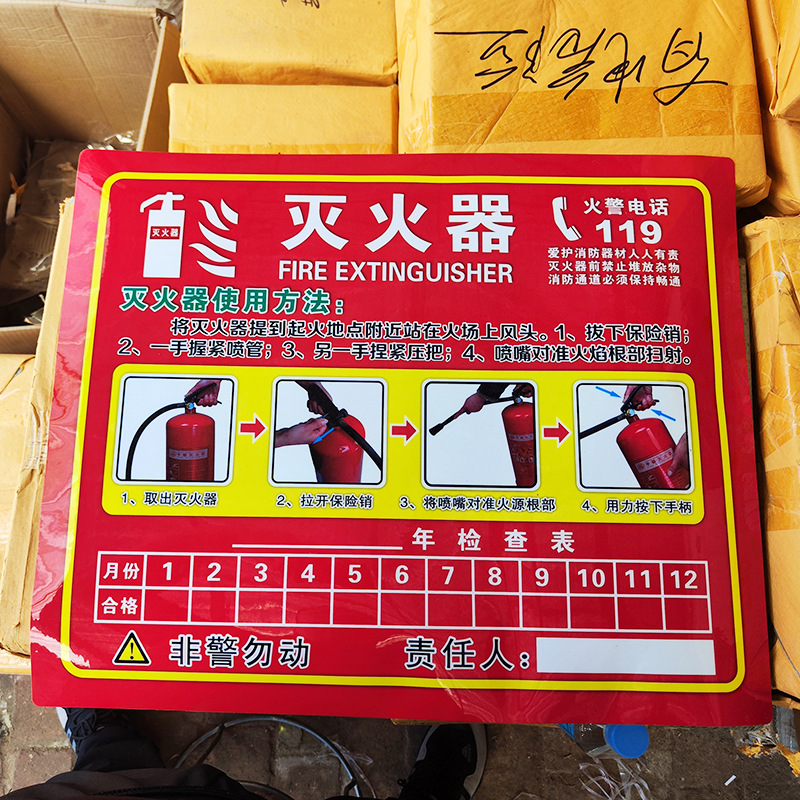 灭火器
灭火器
FIRE EXTINGUISHER
火警电话
119
爱护消防器材人人有责
灭火器前禁止堆放杂物
消防通道必须保持畅通
灭火器使用方法:
将灭火器提到起火地点附近站在火场上风头。1、拔下保险销;
2、一手握紧喷管;3、另一手捏紧压把;4、喷嘴对准火焰根部扫射。
1、取出灭火器
2、拉开保险销
3、将喷嘴对准火源根部
4、用力按下手柄
年检查表
月份 1 2 3 4 5 6 7 8 9 10 11 12
合格
非警勿动
责任人: